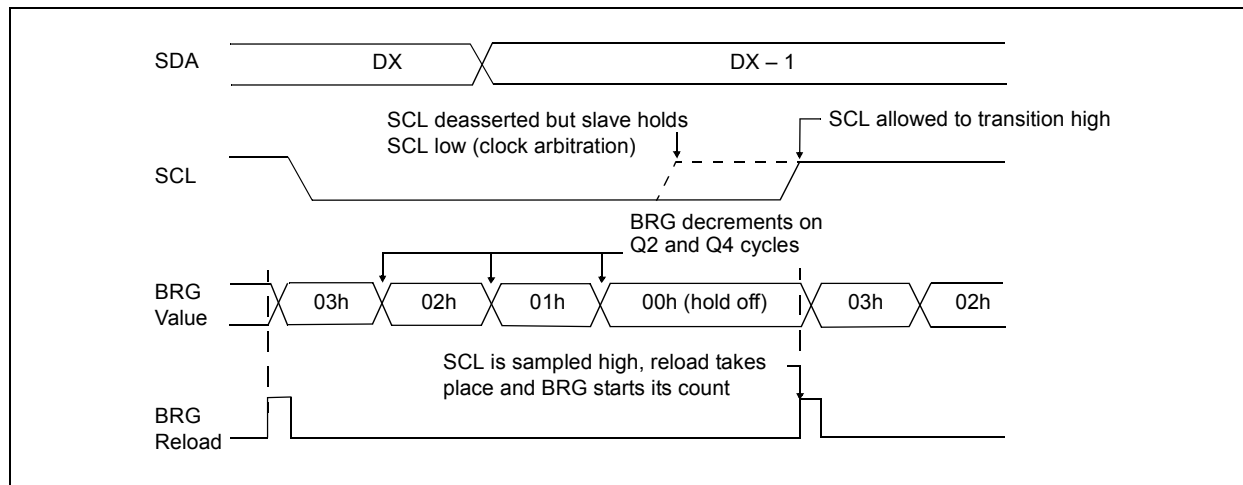 SDA
DX
DX – 1
SCL deasserted but slave holds
SCL low (clock arbitration)
SCL allowed to transition high
SCL
BRG decrements on
Q2 and Q4 cycles
BRG
Value
03h
02h
01h
00h (hold off)
03h
02h
SCL is sampled high, reload takes
place and BRG starts its count
BRG
Reload